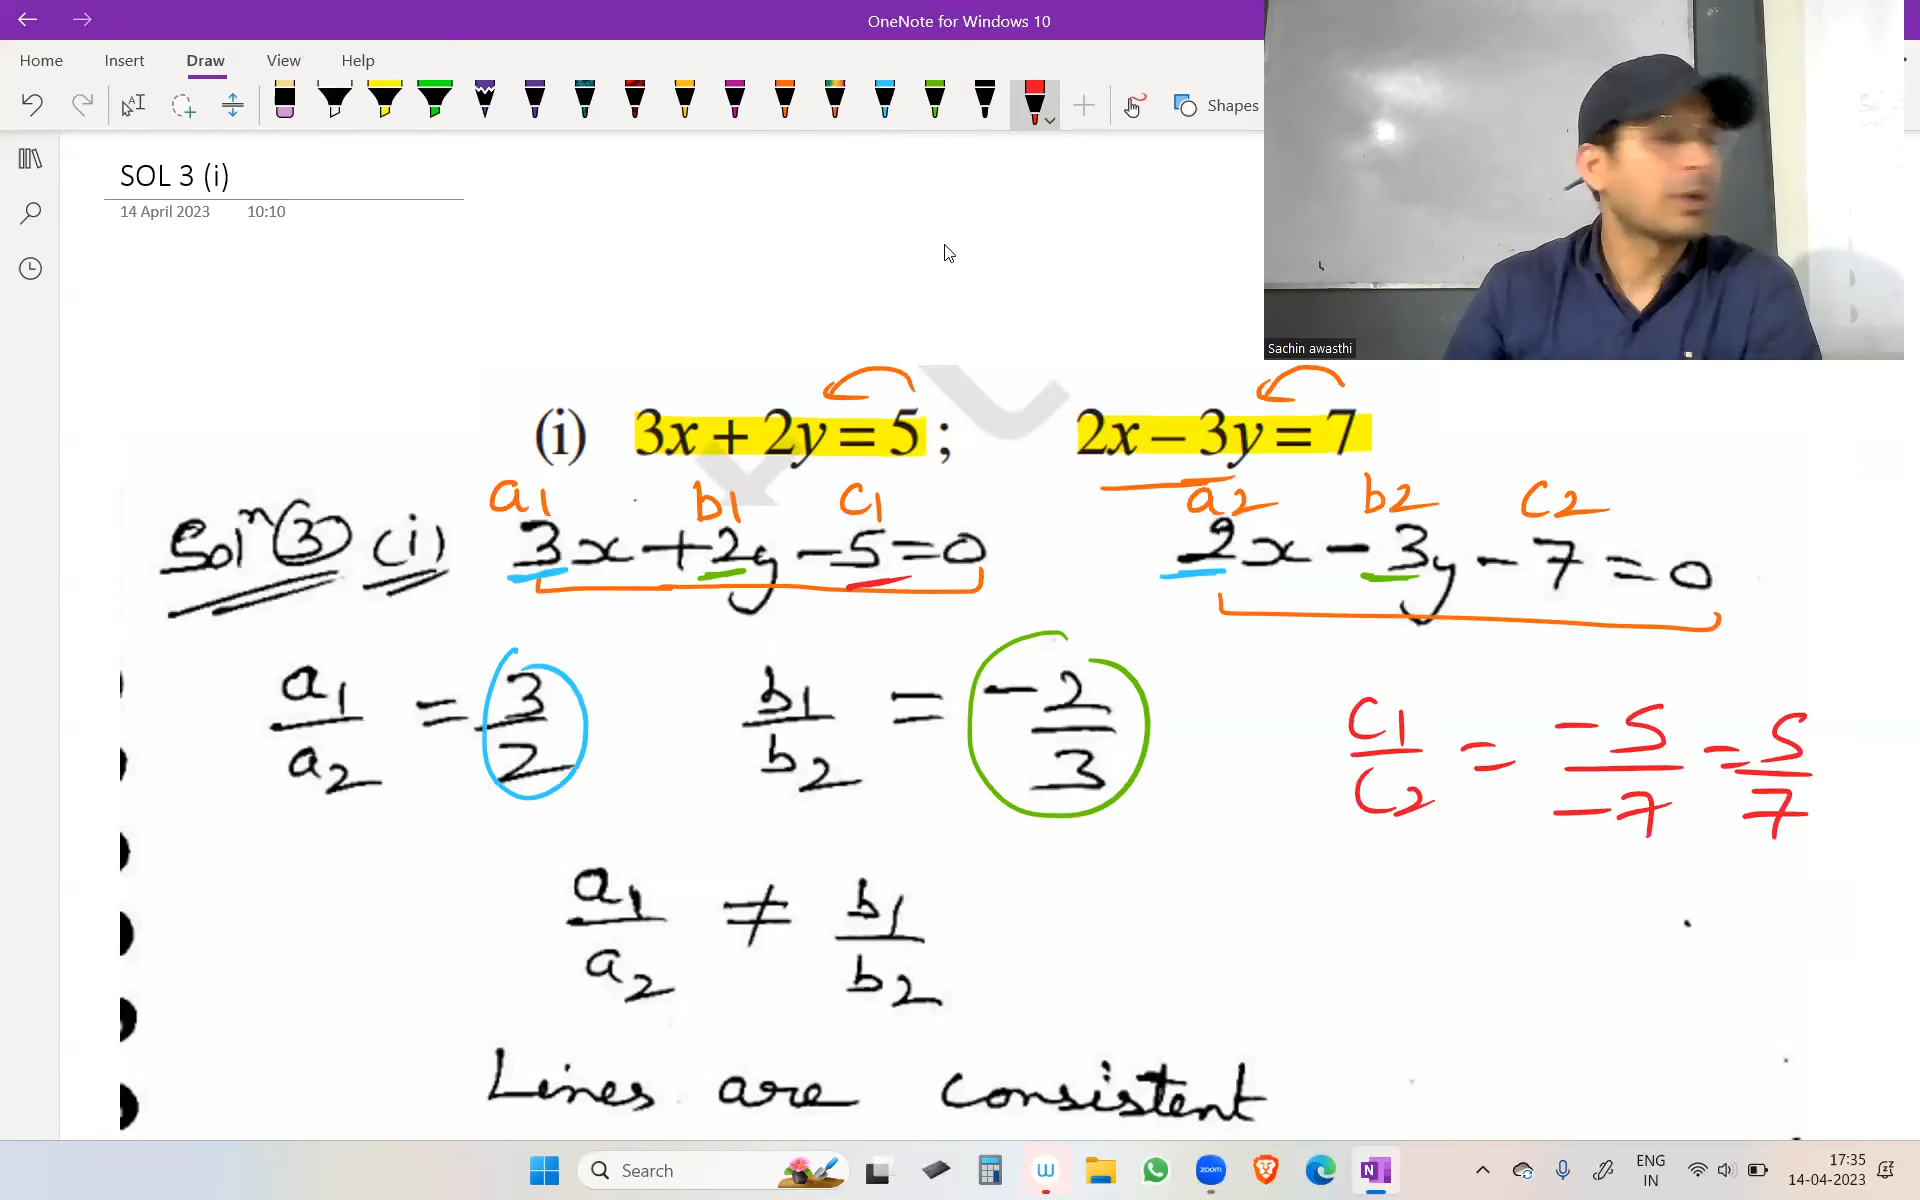 OneNote for Windows 10
Home Insert Draw View Help
Shapes
SOL 3 (i)
14 April 2023 10:10
Sachin awasthi
(i) 3x + 2y = 5 ; 2x – 3y = 7
a1 b1 c1 a2 b2 c2
Solⁿ (3) (i) 3x + 2y - 5 = 0 2x - 3y - 7 = 0
a1/a2 = 3/2 b1/b2 = -2/3 c1/c2 = -5/-7 = 5/7
a1/a2 ≠ b1/b2
Lines are consistent
Search
zoom
ENG
IN
17:35
14-04-2023